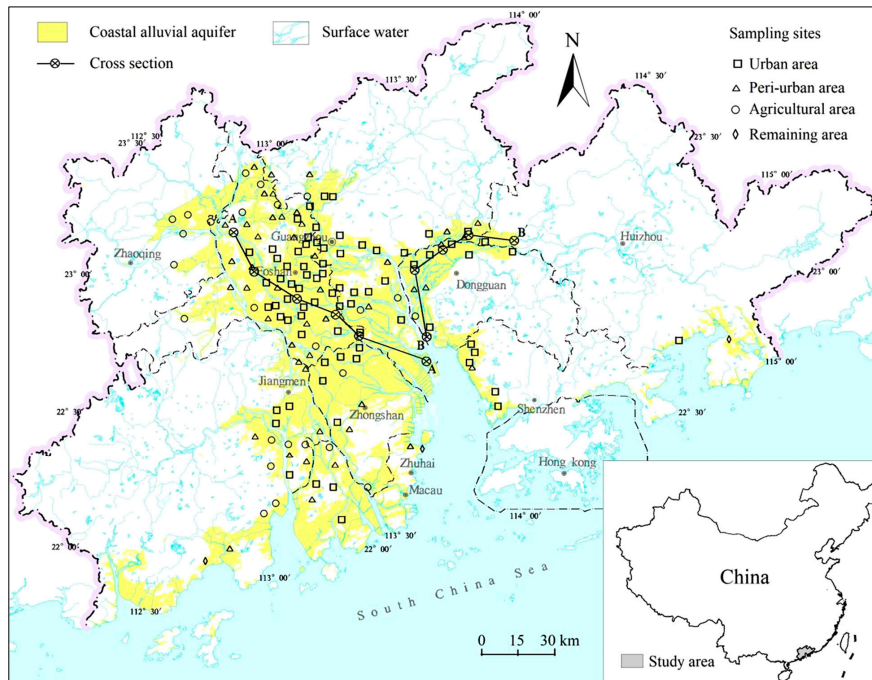 Coastal alluvial aquifer
Surface water
Cross section
N
Sampling sites
Urban area
Peri-urban area
Agricultural area
Remaining area
114° 00′
113° 30′
114° 30′
112° 30′
113° 00′
23° 30′
23° 30′
115° 00′
A
B
Guangzhou
Huizhou
Zhaoqing
23° 00′
Foshan
Dongguan
23° 00′
B
A
115° 00′
Jiangmen
22° 30′
Zhongshan
Shenzhen
22° 30′
Zhuhai
Hong kong
Macau
114° 00′
113° 30′
22° 00′
22° 00′
113° 00′
112° 30′
South China Sea
0 15 30 km
China
Study area